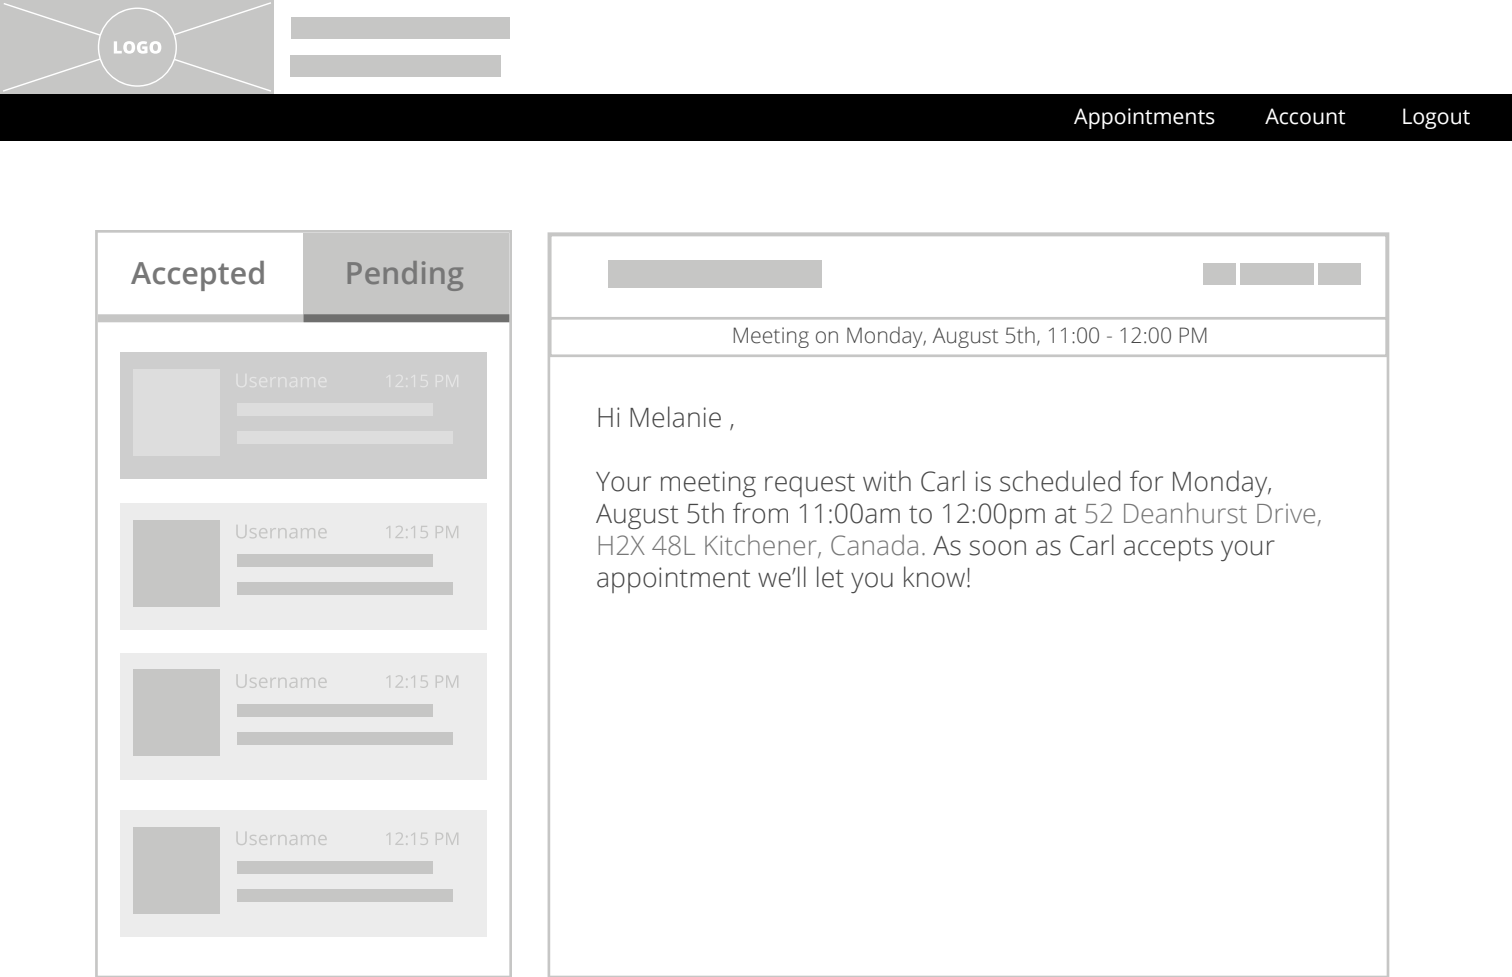 LOGO
Appointments Account Logout
Accepted Pending
Username 12:15 PM
Username 12:15 PM
Username 12:15 PM
Username 12:15 PM
Meeting on Monday, August 5th, 11:00 - 12:00 PM
Hi Melanie ,
Your meeting request with Carl is scheduled for Monday,
August 5th from 11:00am to 12:00pm at 52 Deanhurst Drive,
H2X 48L Kitchener, Canada. As soon as Carl accepts your
appointment we’ll let you know!